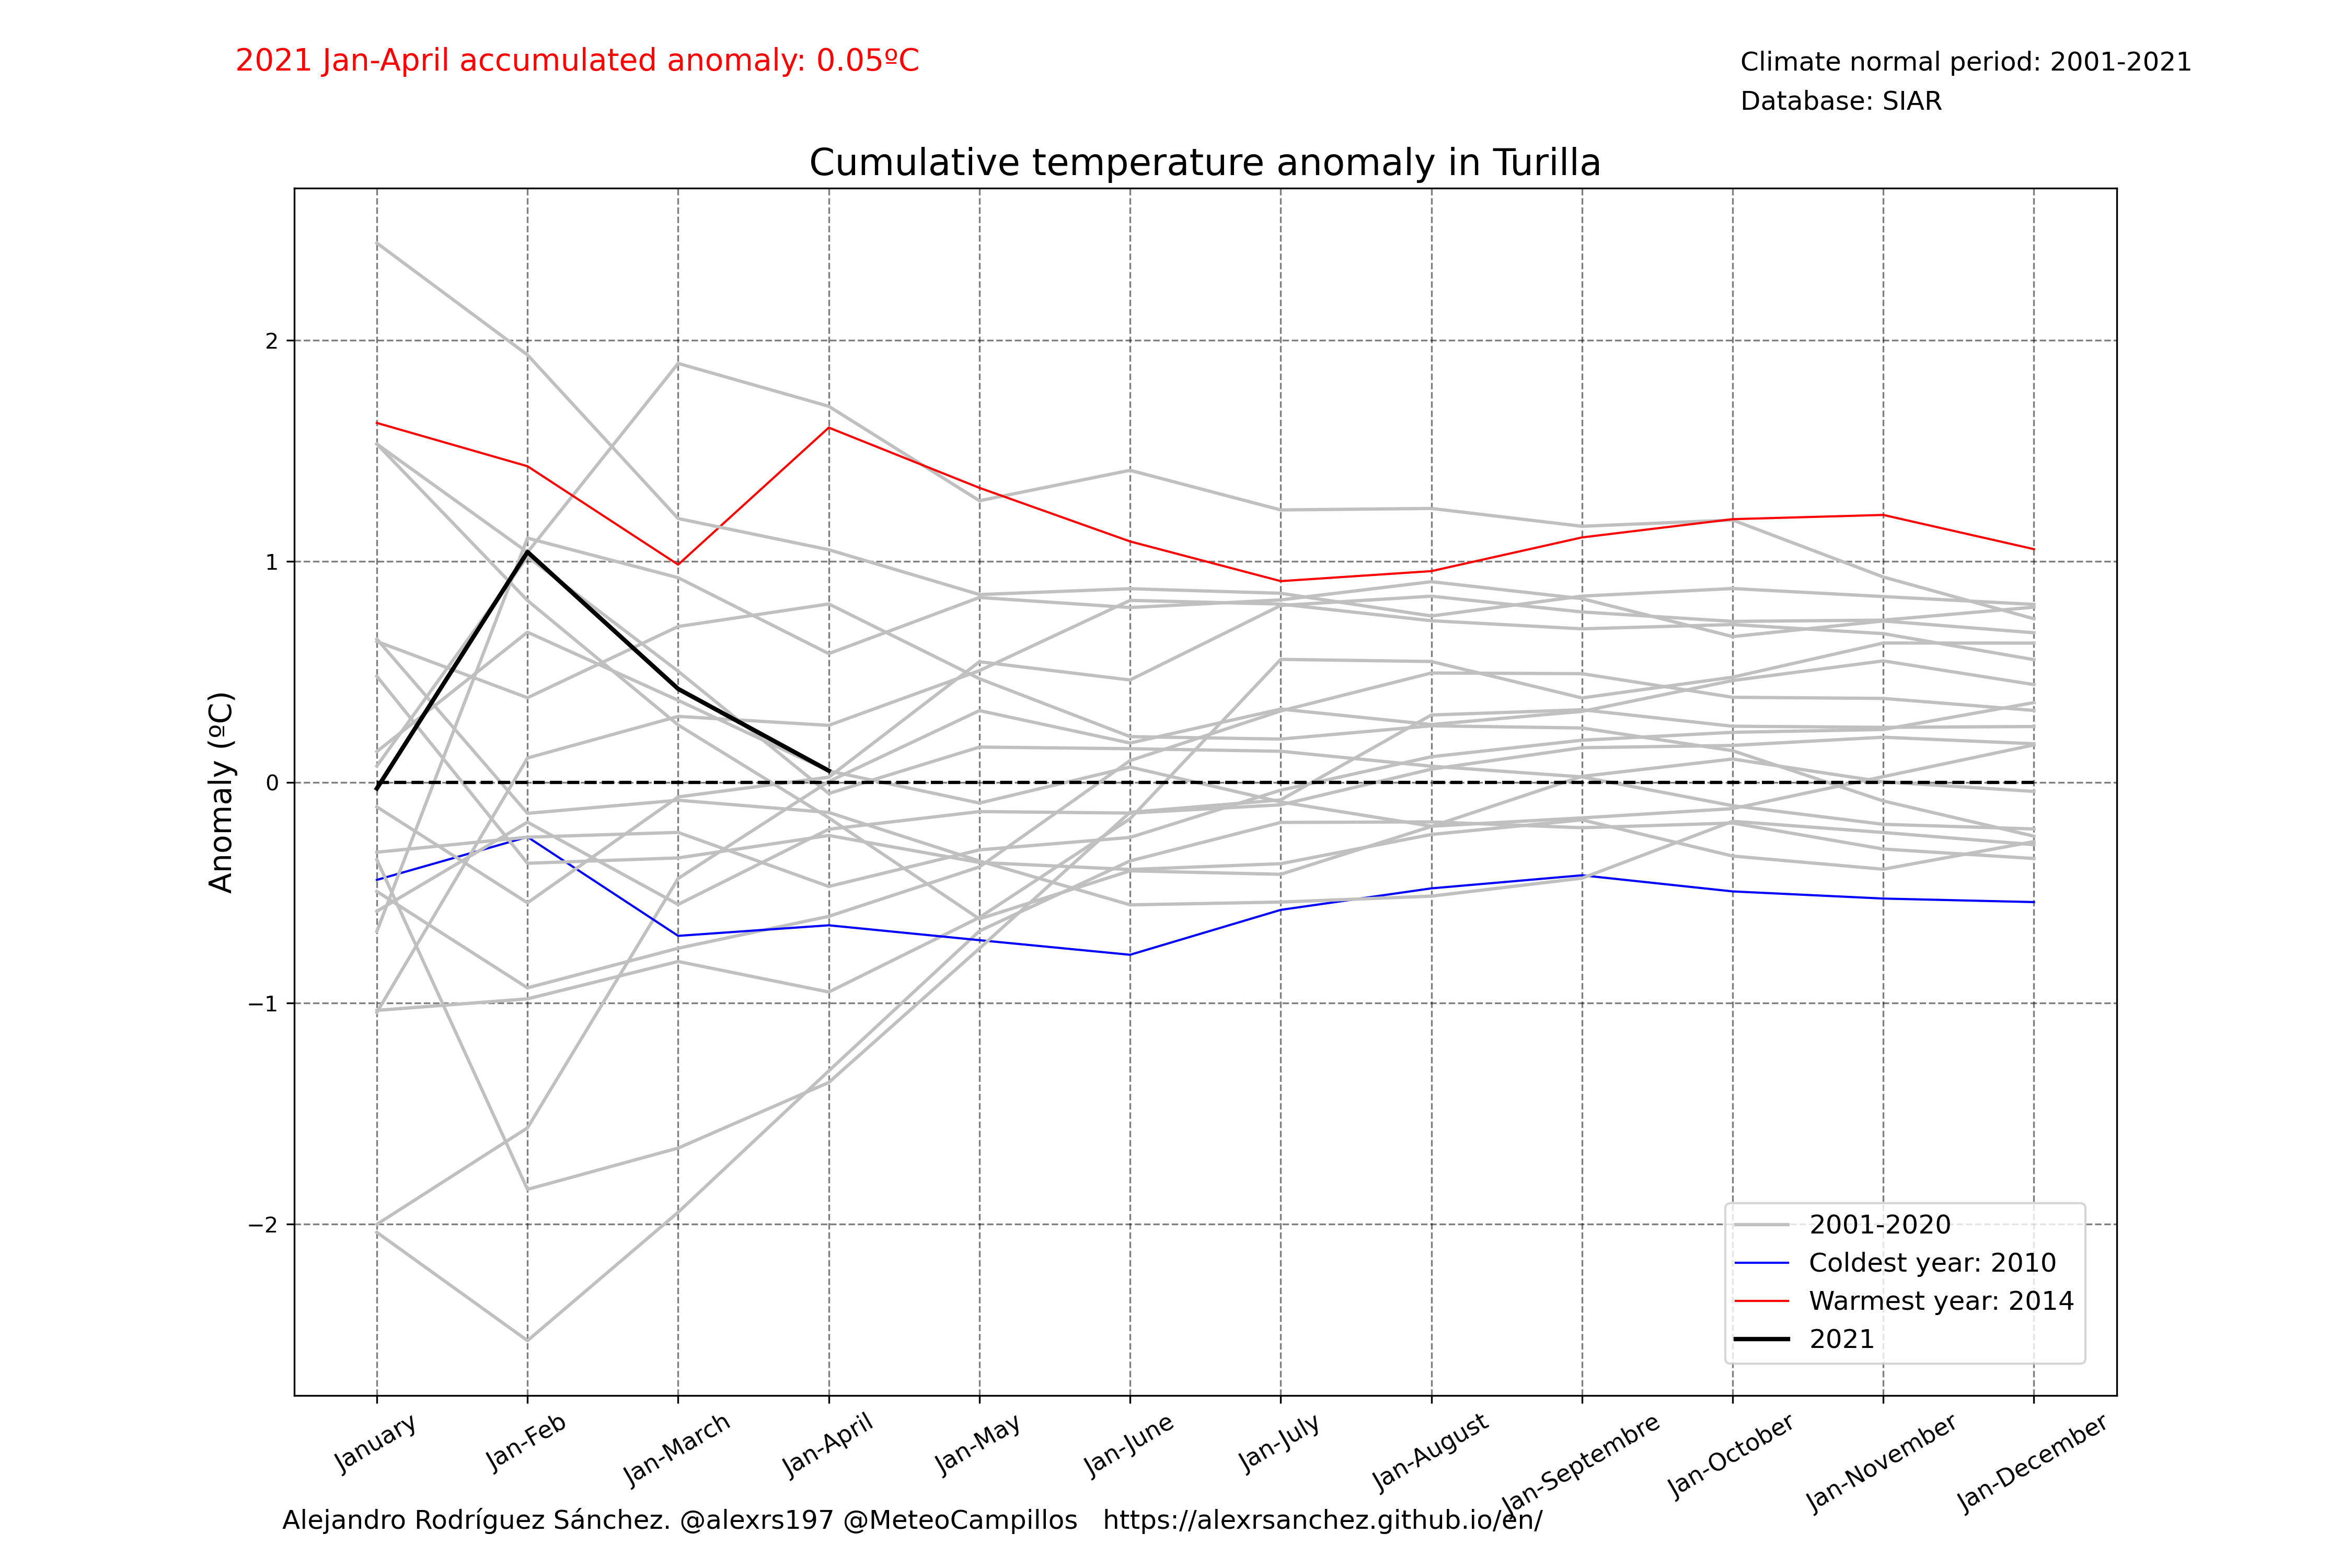 2021 Jan-April accumulated anomaly: 0.05ºC
Climate normal period: 2001-2021
Database: SIAR
Cumulative temperature anomaly in Turilla
Anomaly (ºC)
2
1
0
−1
−2
2001-2020
Coldest year: 2010
Warmest year: 2014
2021
January
Jan-Feb
Jan-March
Jan-April
Jan-May
Jan-June
Jan-July
Jan-August
Jan-Septembre
Jan-October
Jan-November
Jan-December
Alejandro Rodríguez Sánchez. @alexrs197 @MeteoCampillos https://alexrsanchez.github.io/en/